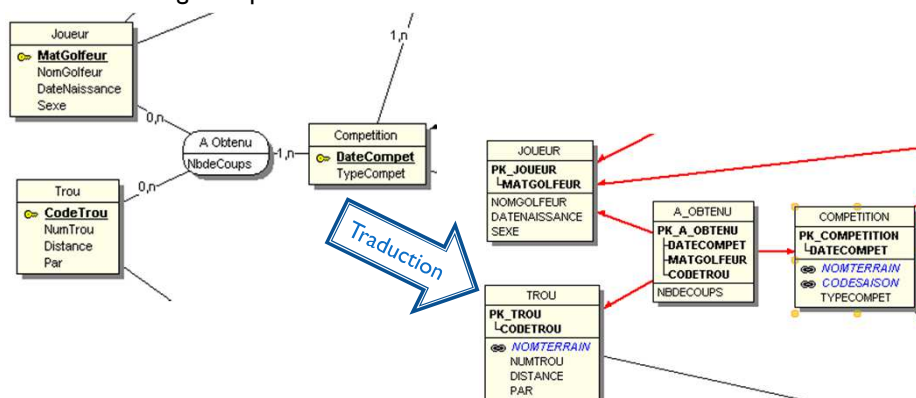 Joueur
MatGolfeur
NomGolfeur
DateNaissance
Sexe
0,n
1,n
A Obtenu
NbdeCoups
1,n
Competition
DateCompet
TypeCompet
Trou
CodeTrou
NumTrou
Distance
Par
0,n
Traduction
JOUEUR
PK_JOUEUR
MATGOLFEUR
NOMGOLFEUR
DATENAISSANCE
SEXE
A_OBTENU
PK_A_OBTENU
DATECOMPET
MATGOLFEUR
CODETROU
NBDECOUPS
COMPETITION
PK_COMPETITION
DATECOMPET
NOMTERRAIN
CODESAISON
TYPECOMPET
TROU
PK_TROU
CODETROU
NOMTERRAIN
NUMTROU
DISTANCE
PAR